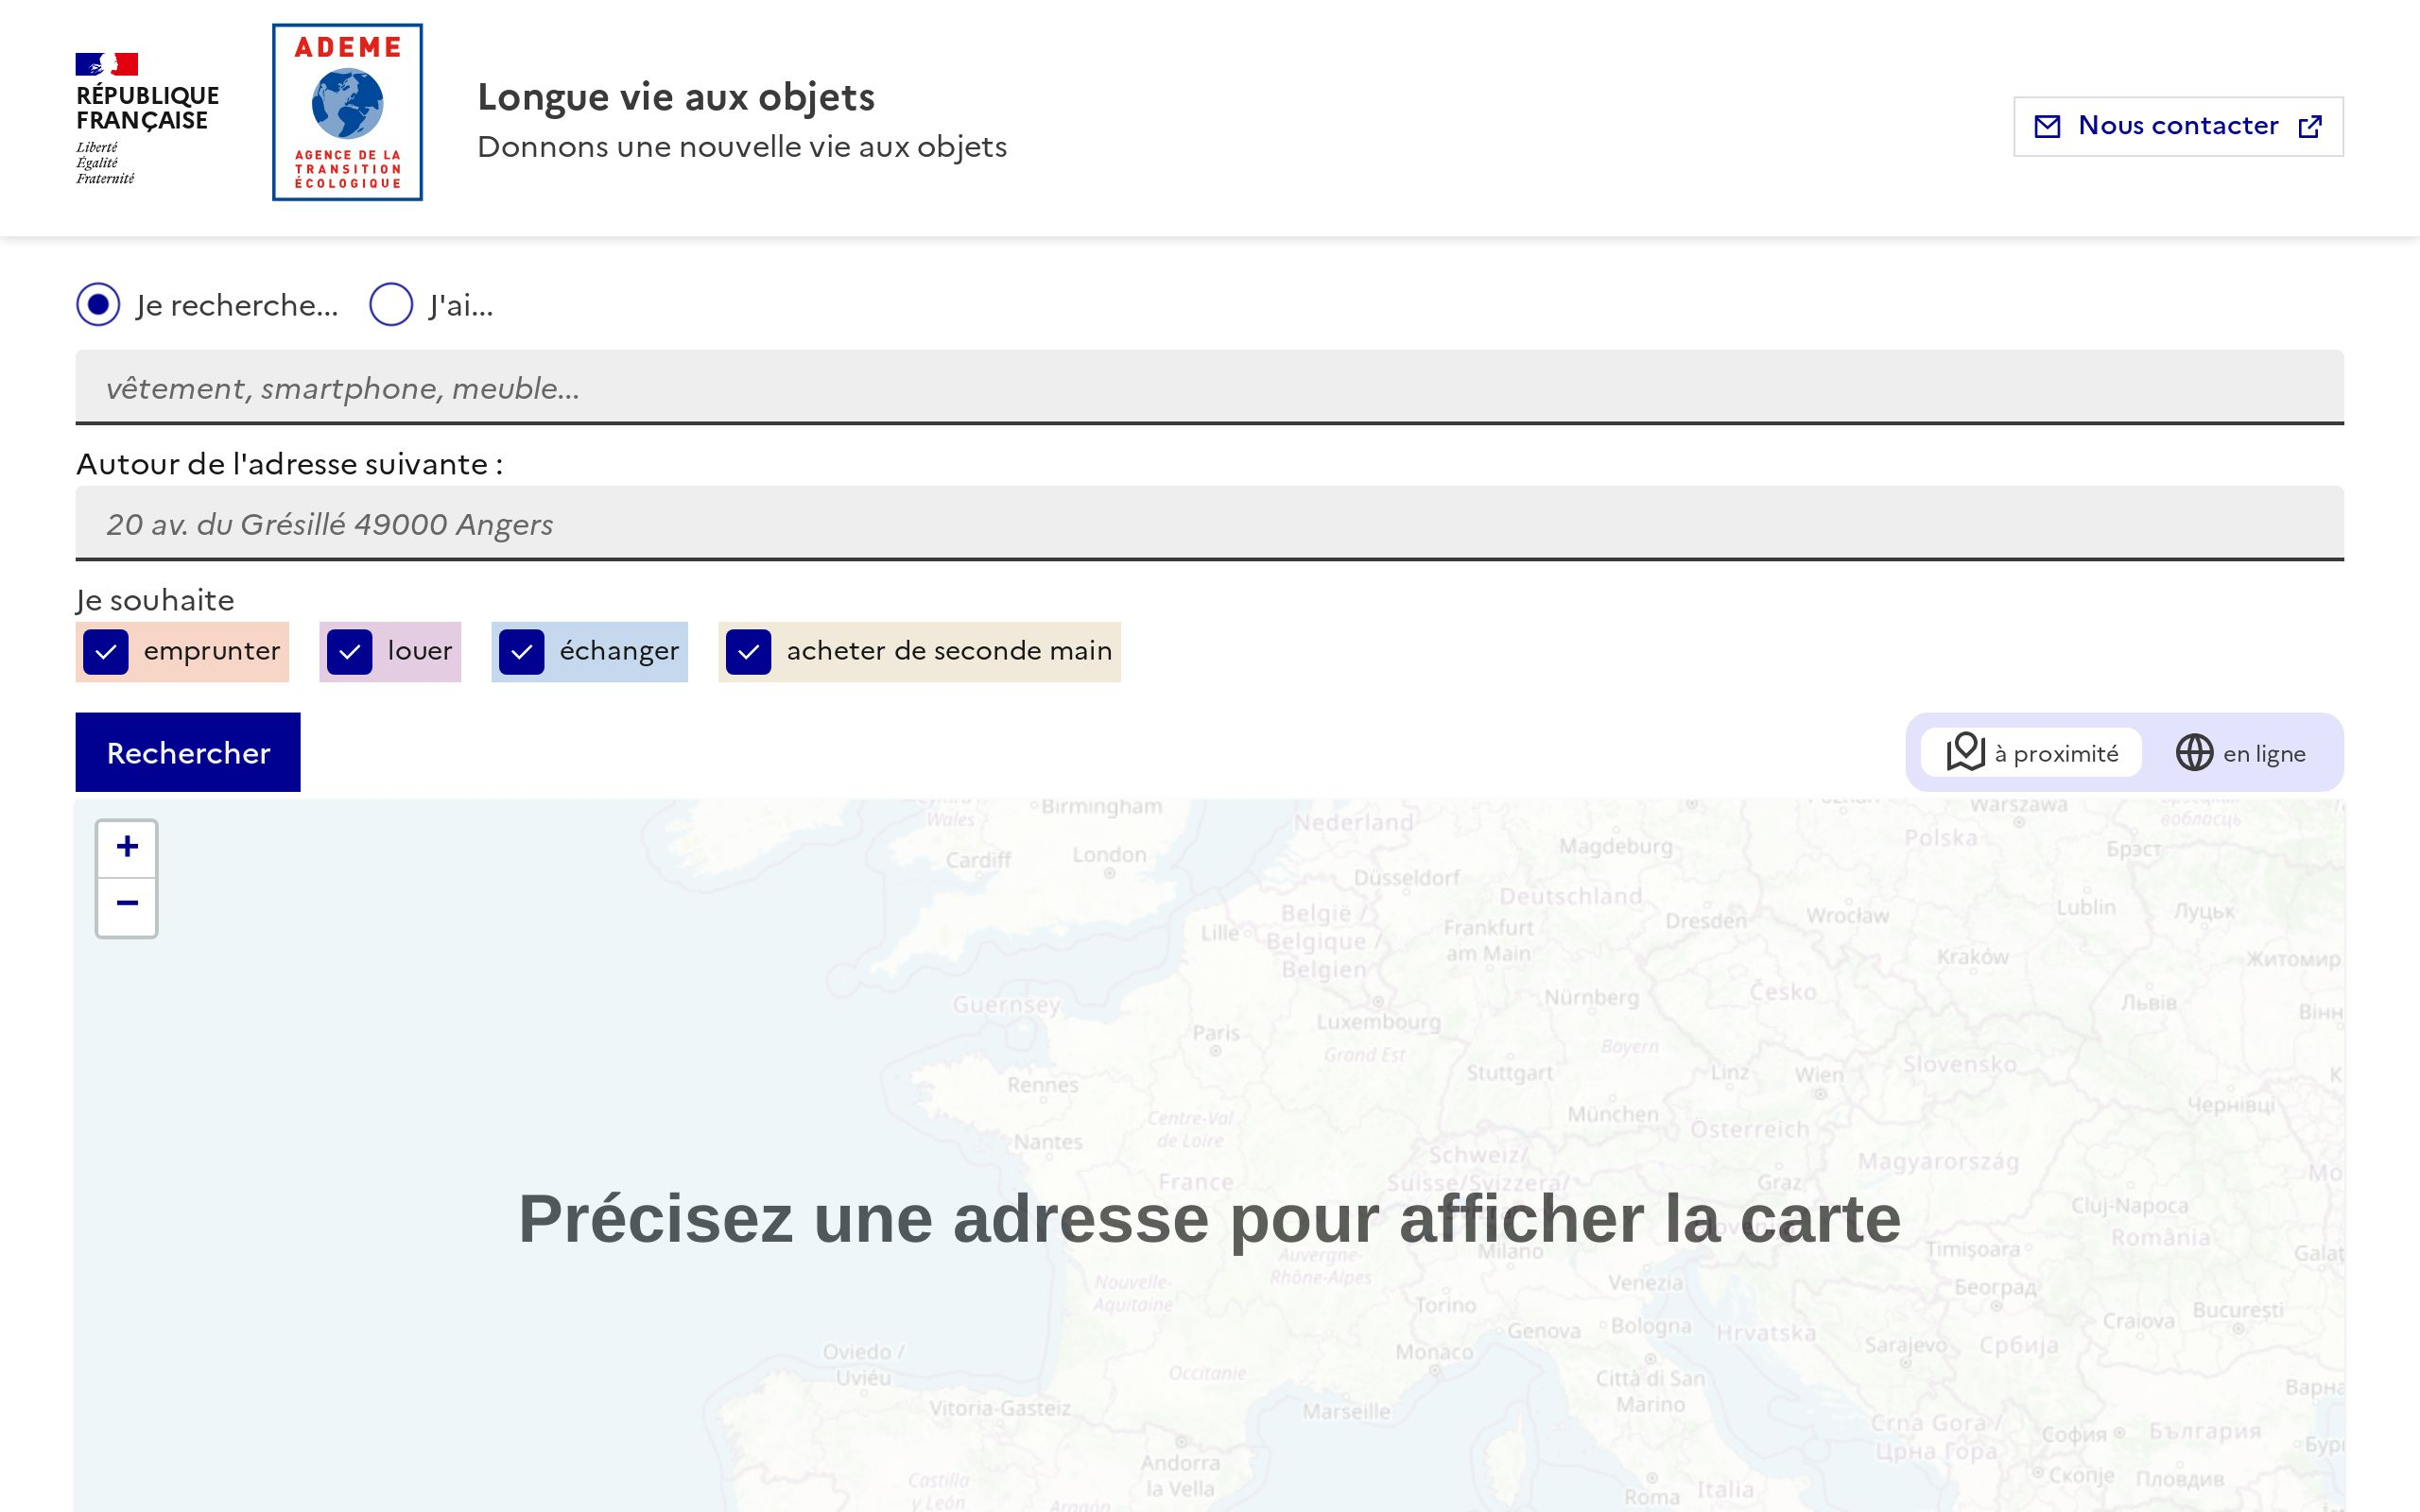 RÉPUBLIQUE
FRANÇAISE
Liberté
Égalité
Fraternité
ADEME
AGENCE DE LA
TRANSITION
ÉCOLOGIQUE
Longue vie aux objets
Donnons une nouvelle vie aux objets
Nous contacter
Je recherche... J'ai...
vêtement, smartphone, meuble...
Autour de l'adresse suivante :
20 av. du Grésillé 49000 Angers
Je souhaite
emprunter louer échanger acheter de seconde main
Rechercher
à proximité en ligne
+
−
Précisez une adresse pour afficher la carte
Wales
Birmingham
Nederland
Warszawa
Polska
Cardiff
London
Magdeburg
Брэст
Düsseldorf
Deutschland
Lublin
Луцьк
België /
Belgique /
Belgien
Lille
Frankfurt
am Main
Dresden
Wrocław
Kraków
Житомир
Guernsey
Nürnberg
Česko
Львів
Вінн
Paris
Luxembourg
Grand Est
Bayern
Slovensko
Rennes
Stuttgart
Linz
Wien
Чернівці
Centre-Val
de Loire
München
Österreich
Nantes
Schweiz/
Suisse/Svizzera/
Magyarország
France
Graz
Cluj-Napoca
România
Auvergne-
Rhône-Alpes
Milano
Timișoara
Galaț
Nouvelle-
Aquitaine
Venezia
Београд
Torino
București
Genova
Bologna
Hrvatska
Craiova
Oviedo /
Uviéu
Monaco
Sarajevo
Србија
Occitanie
Città di San
Marino
Варна
Vitoria-Gasteiz
Marseille
Crna Gora /
Црна Гора
София
България
Andorra
la Vella
Castilla
y León
Скопје
Пловдив
Roma
Italia
Aragón